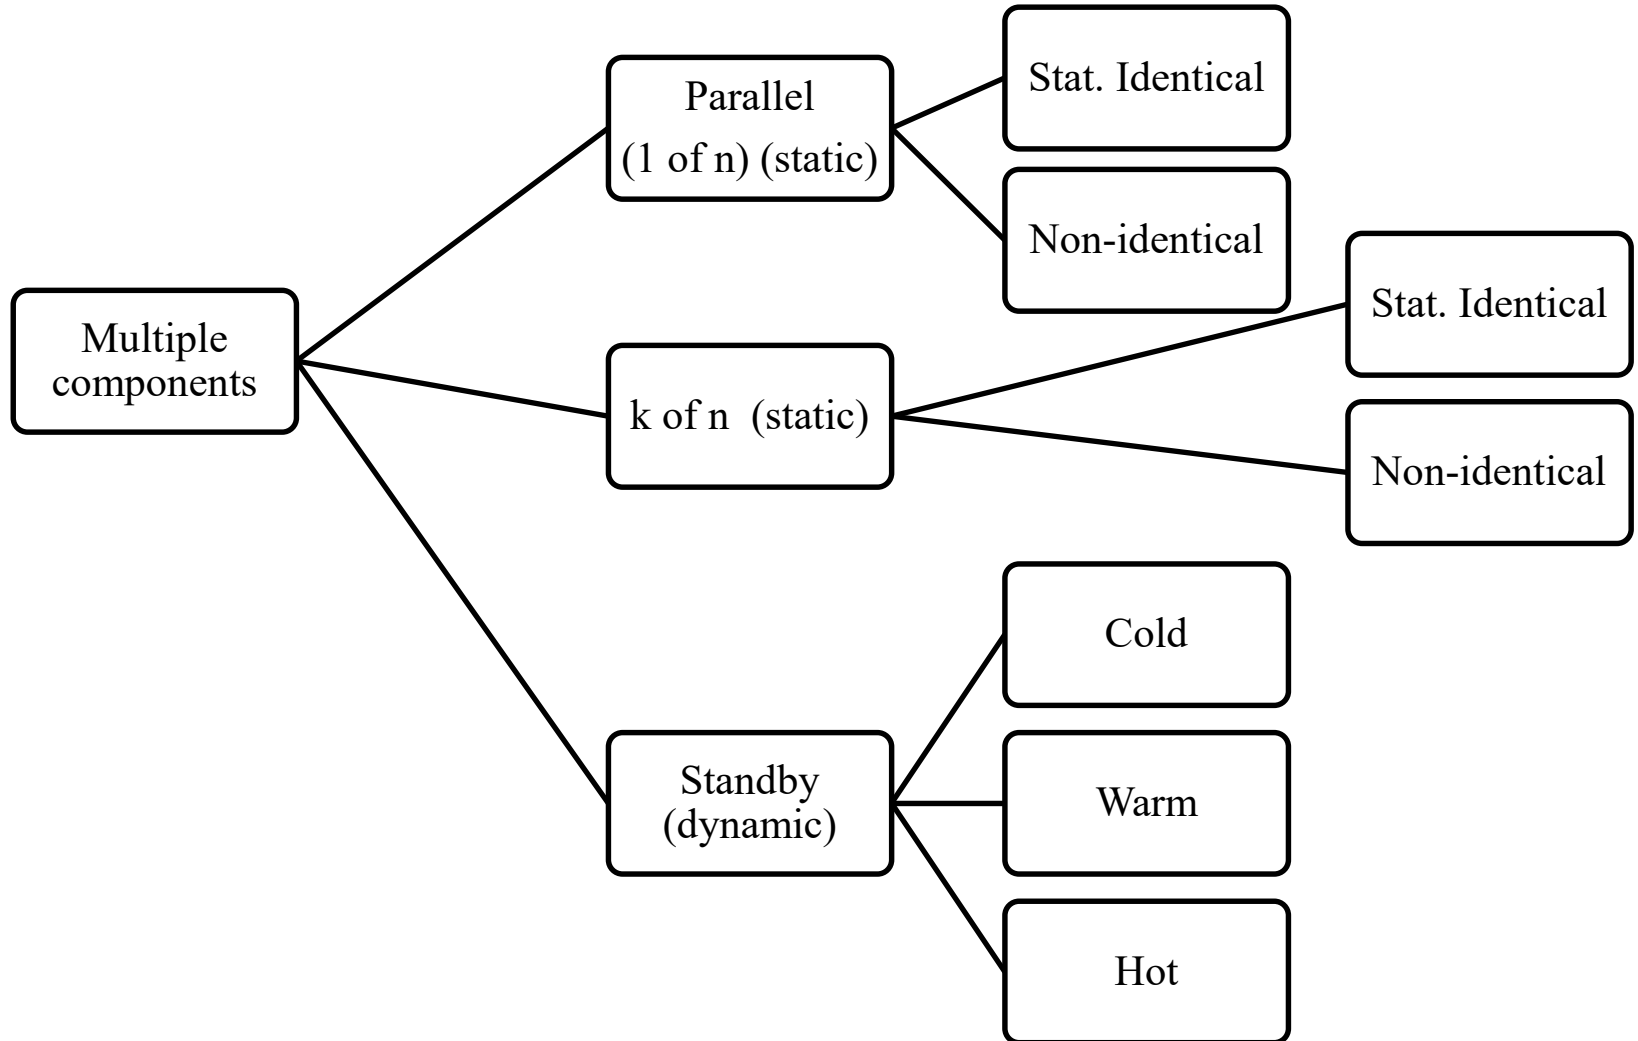 Multiple
components
Parallel
(1 of n) (static)
Stat. Identical
Non-identical
k of n  (static)
Stat. Identical
Non-identical
Standby
(dynamic)
Cold
Warm
Hot